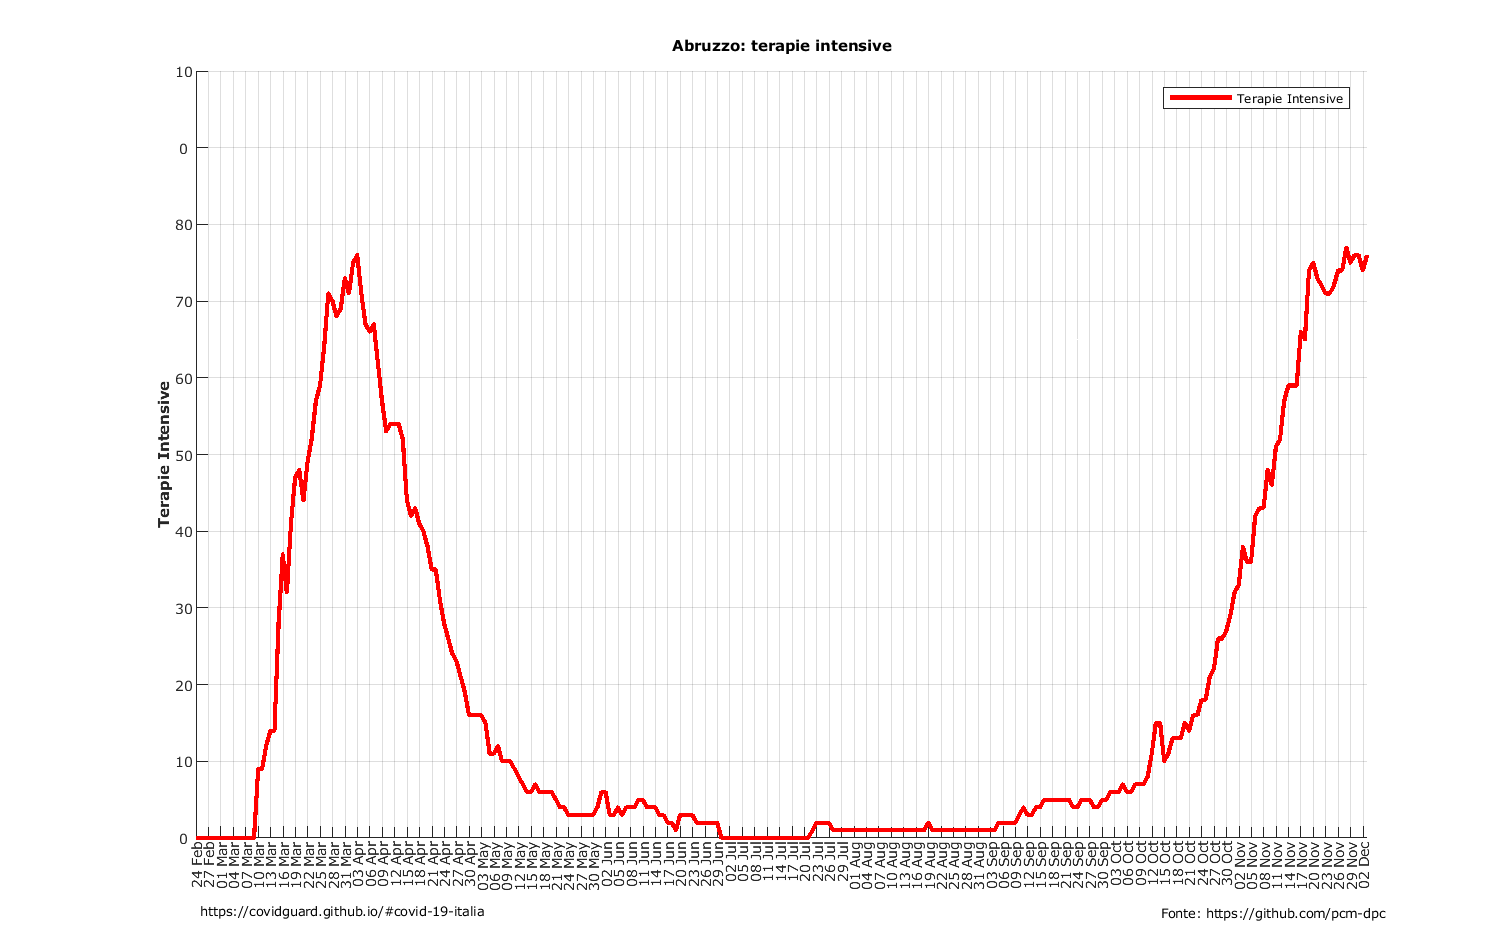 Abruzzo: terapie intensive
Terapie Intensive
10
0
80
70
60
50
40
30
20
10
0
Terapie Intensive
24 Feb
27 Feb
01 Mar
04 Mar
07 Mar
10 Mar
13 Mar
16 Mar
19 Mar
22 Mar
25 Mar
28 Mar
31 Mar
03 Apr
06 Apr
09 Apr
12 Apr
15 Apr
18 Apr
21 Apr
24 Apr
27 Apr
30 Apr
03 May
06 May
09 May
12 May
15 May
18 May
21 May
24 May
27 May
30 May
02 Jun
05 Jun
08 Jun
11 Jun
14 Jun
17 Jun
20 Jun
23 Jun
26 Jun
29 Jun
02 Jul
05 Jul
08 Jul
11 Jul
14 Jul
17 Jul
20 Jul
23 Jul
26 Jul
29 Jul
01 Aug
04 Aug
07 Aug
10 Aug
13 Aug
16 Aug
19 Aug
22 Aug
25 Aug
28 Aug
31 Aug
03 Sep
06 Sep
09 Sep
12 Sep
15 Sep
18 Sep
21 Sep
24 Sep
27 Sep
30 Sep
03 Oct
06 Oct
09 Oct
12 Oct
15 Oct
18 Oct
21 Oct
24 Oct
27 Oct
30 Oct
02 Nov
05 Nov
08 Nov
11 Nov
14 Nov
17 Nov
20 Nov
23 Nov
26 Nov
29 Nov
02 Dec
https://covidguard.github.io/#covid-19-italia
Fonte: https://github.com/pcm-dpc